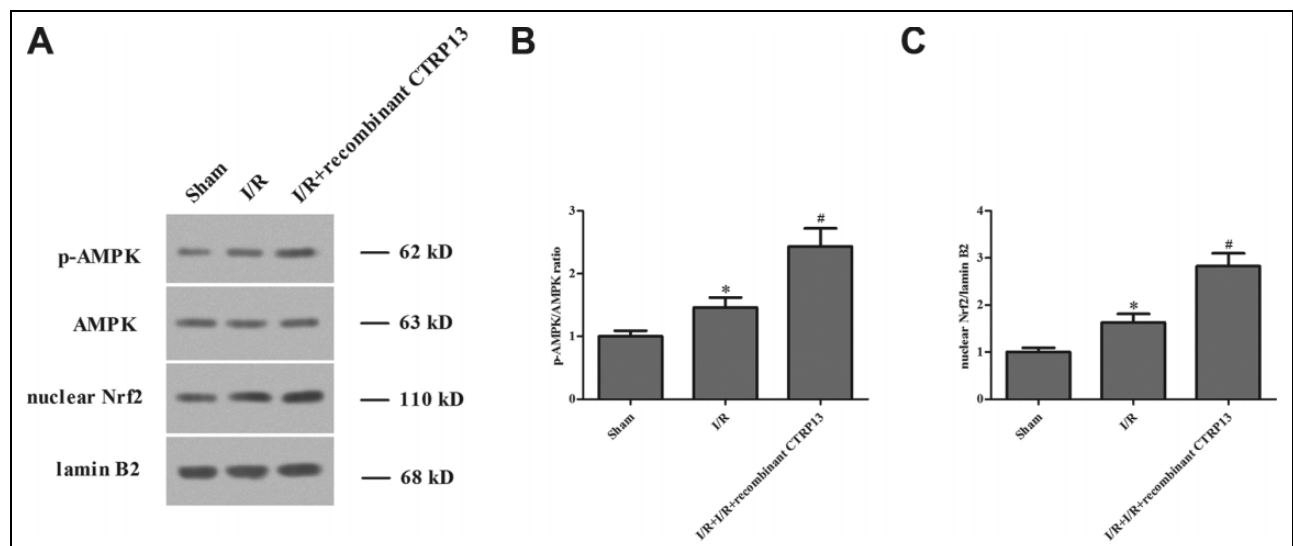 A
Sham
I/R
I/R+recombinant CTRP13
p-AMPK
62 kD
AMPK
63 kD
nuclear Nrf2
110 kD
lamin B2
68 kD
B
p-AMPK/AMPK ratio
3
2
1
0
*
#
Sham
I/R
I/R+I/R+recombinant CTRP13
C
nuclear Nrf2/lamin B2
4
3
2
1
0
*
#
Sham
I/R
I/R+I/R+recombinant CTRP13